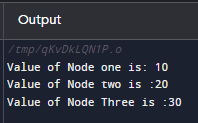 Output
/tmp/qKvDkLQN1P.o
Value of Node one is: 10
Value of Node two is :20
Value of Node Three is :30